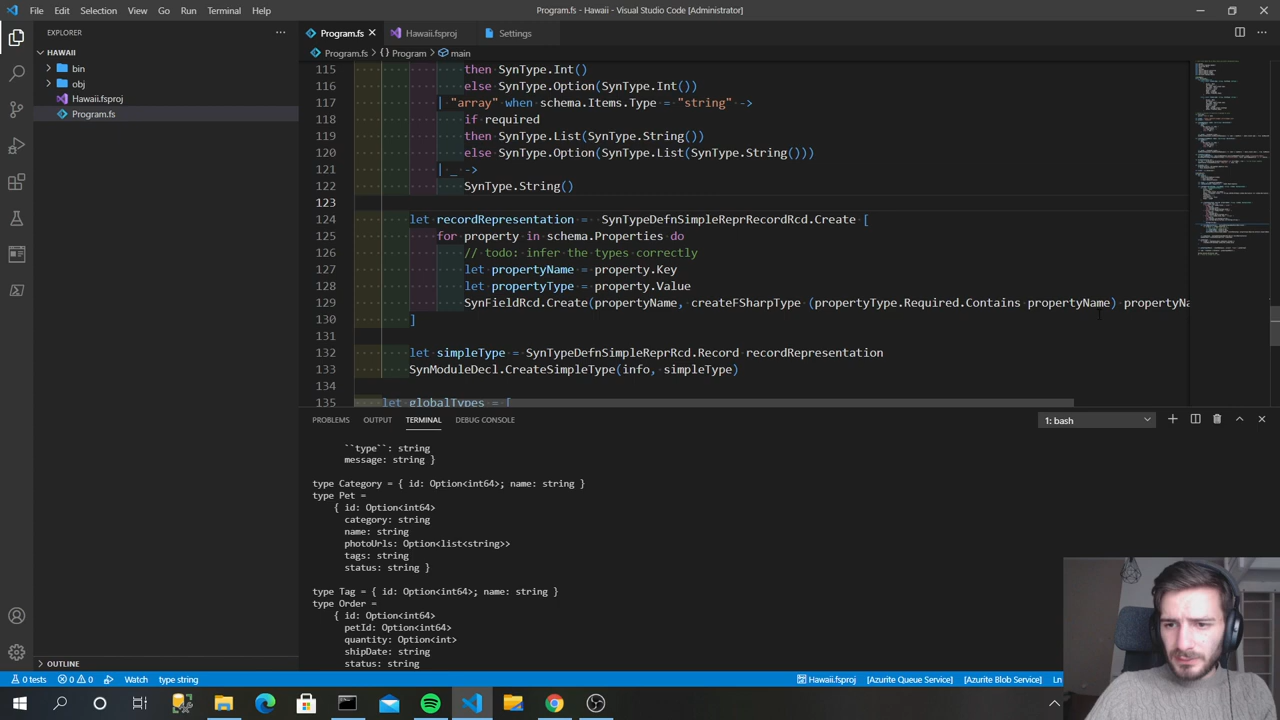 File Edit Selection View Go Run Terminal Help
Program.fs - Hawaii - Visual Studio Code [Administrator]
EXPLORER
HAWAII
bin
obj
Hawaii.fsproj
Program.fs
OUTLINE
Program.fs Hawaii.fsproj Settings
Program.fs > {} Program > main
115 then SynType.Int()
116 else SynType.Option(SynType.Int())
117 | "array" when schema.Items.Type = "string" ->
118 if required
119 then SynType.List(SynType.String())
120 else SynType.Option(SynType.List(SynType.String()))
121 | _ ->
122 SynType.String()
123
124 let recordRepresentation = SynTypeDefnSimpleReprRecordRcd.Create [
125 for property in schema.Properties do
126 // todo: infer the types correctly
127 let propertyName = property.Key
128 let propertyType = property.Value
129 SynFieldRcd.Create(propertyName, createFSharpType (propertyType.Required.Contains propertyName) propertyNa
130 ]
131
132 let simpleType = SynTypeDefnSimpleReprRcd.Record recordRepresentation
133 SynModuleDecl.CreateSimpleType(info, simpleType)
134
135 let globalTypes = [
PROBLEMS OUTPUT TERMINAL DEBUG CONSOLE
1: bash
``type``: string
message: string }
type Category = { id: Option<int64>; name: string }
type Pet =
{ id: Option<int64>
category: string
name: string
photoUrls: Option<list<string>>
tags: string
status: string }
type Tag = { id: Option<int64>; name: string }
type Order =
{ id: Option<int64>
petId: Option<int64>
quantity: Option<int>
shipDate: string
status: string
0 tests 0 0 Watch type string
Hawaii.fsproj [Azurite Queue Service] [Azurite Blob Service] Ln